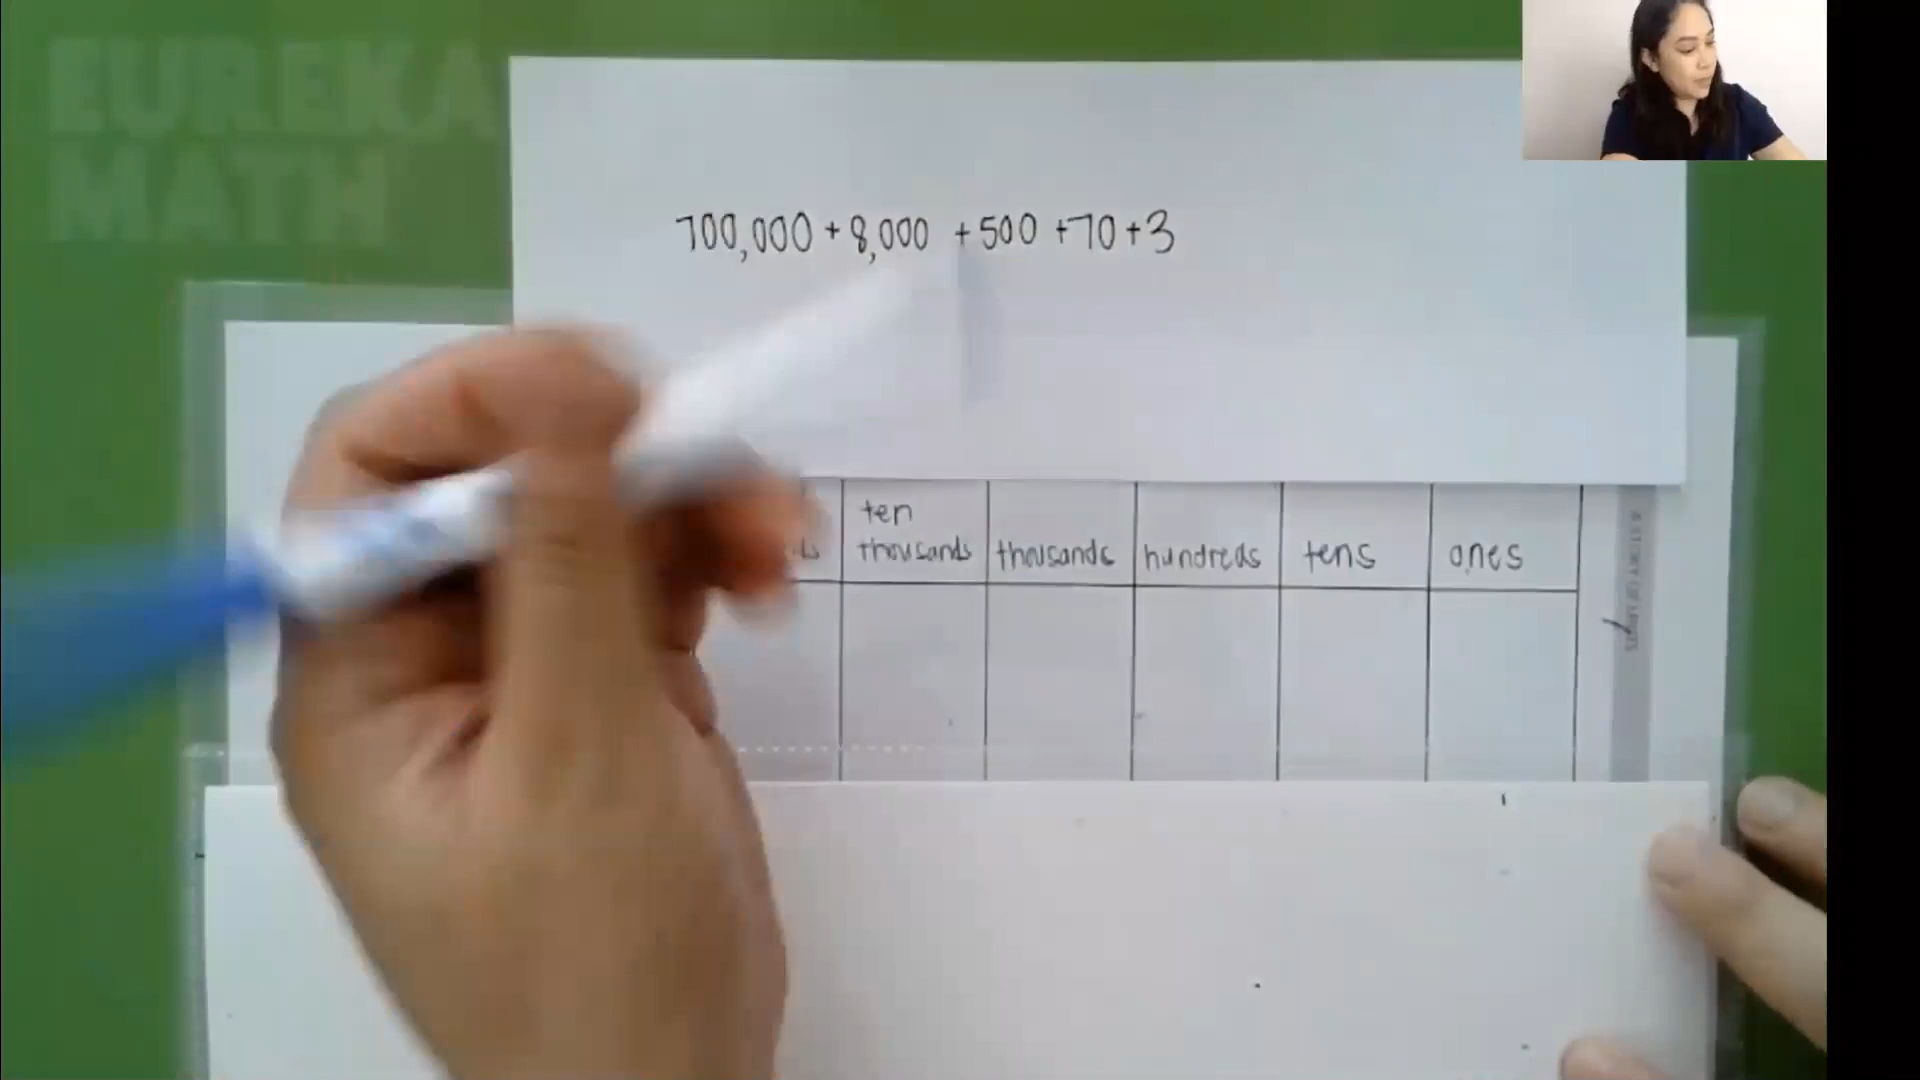 EUREKA
MATH
700,000 + 8,000 + 500 + 70 + 3
ten
thousands
thousands
hundreds
tens
ones